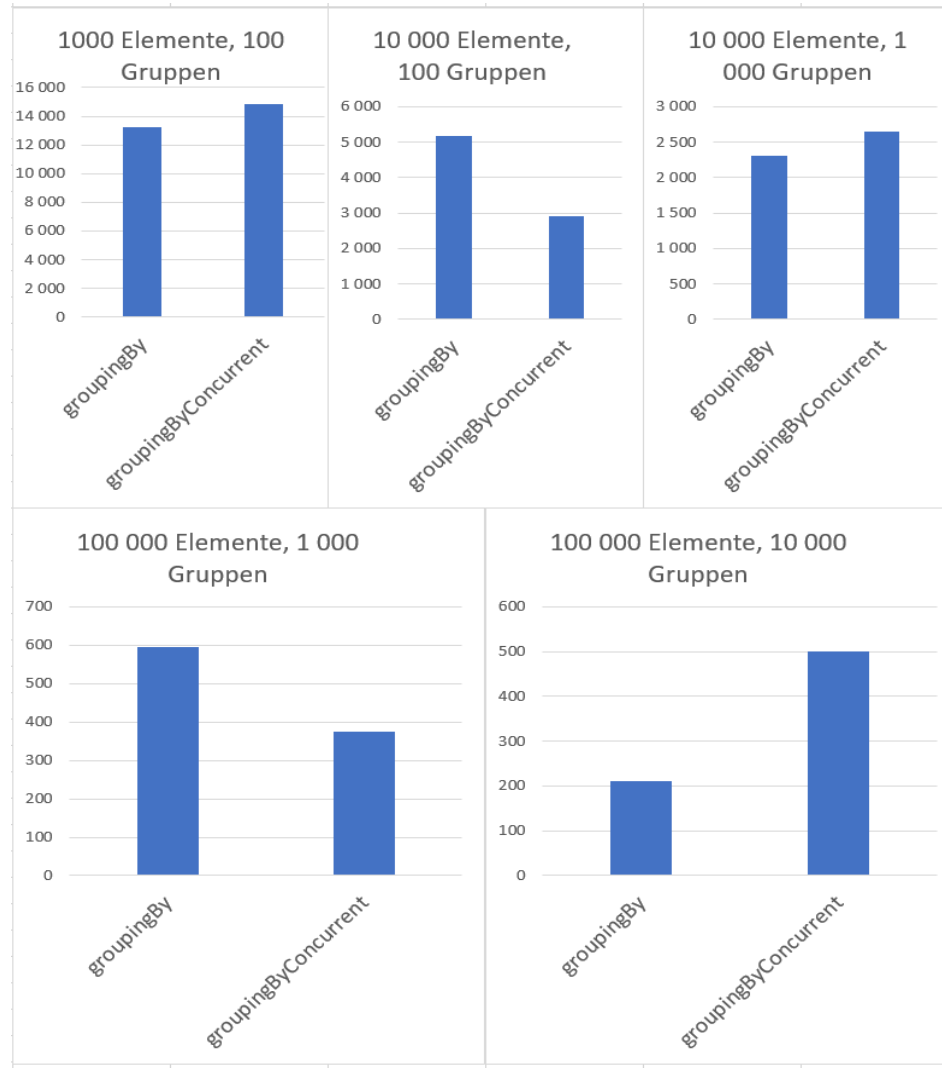 1000 Elemente, 100
Gruppen
16 000
14 000
12 000
10 000
8 000
6 000
4 000
2 000
0
groupingBy
groupingByConcurrent
10 000 Elemente,
100 Gruppen
6 000
5 000
4 000
3 000
2 000
1 000
0
groupingBy
groupingByConcurrent
10 000 Elemente, 1
000 Gruppen
3 000
2 500
2 000
1 500
1 000
500
0
groupingBy
groupingByConcurrent
100 000 Elemente, 1 000
Gruppen
700
600
500
400
300
200
100
0
groupingBy
groupingByConcurrent
100 000 Elemente, 10 000
Gruppen
600
500
400
300
200
100
0
groupingBy
groupingByConcurrent